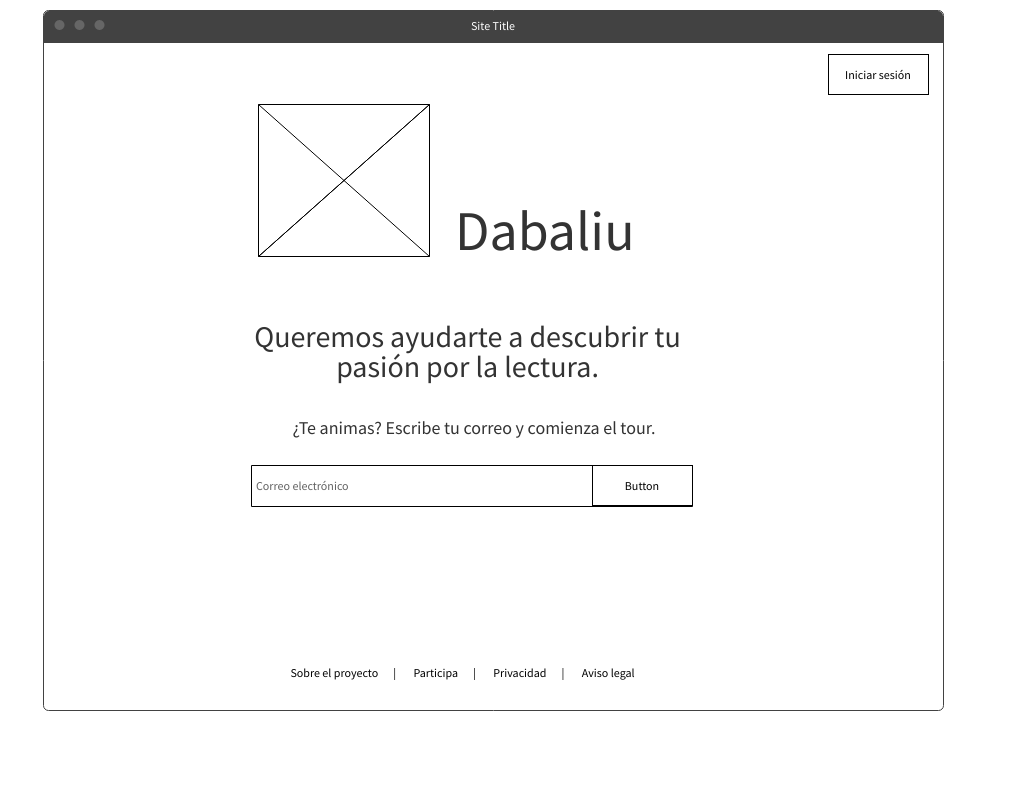 Site Title
Iniciar sesión
Dabaliu
Queremos ayudarte a descubrir tu
pasión por la lectura.
¿Te animas? Escribe tu correo y comienza el tour.
Correo electrónico
Button
Sobre el proyecto | Participa | Privacidad | Aviso legal